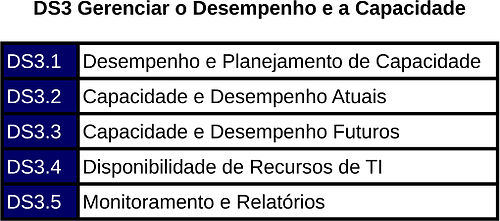 DS3 Gerenciar o Desempenho e a Capacidade
DS3.1 Desempenho e Planejamento de Capacidade
DS3.2 Capacidade e Desempenho Atuais
DS3.3 Capacidade e Desempenho Futuros
DS3.4 Disponibilidade de Recursos de TI
DS3.5 Monitoramento e Relatórios